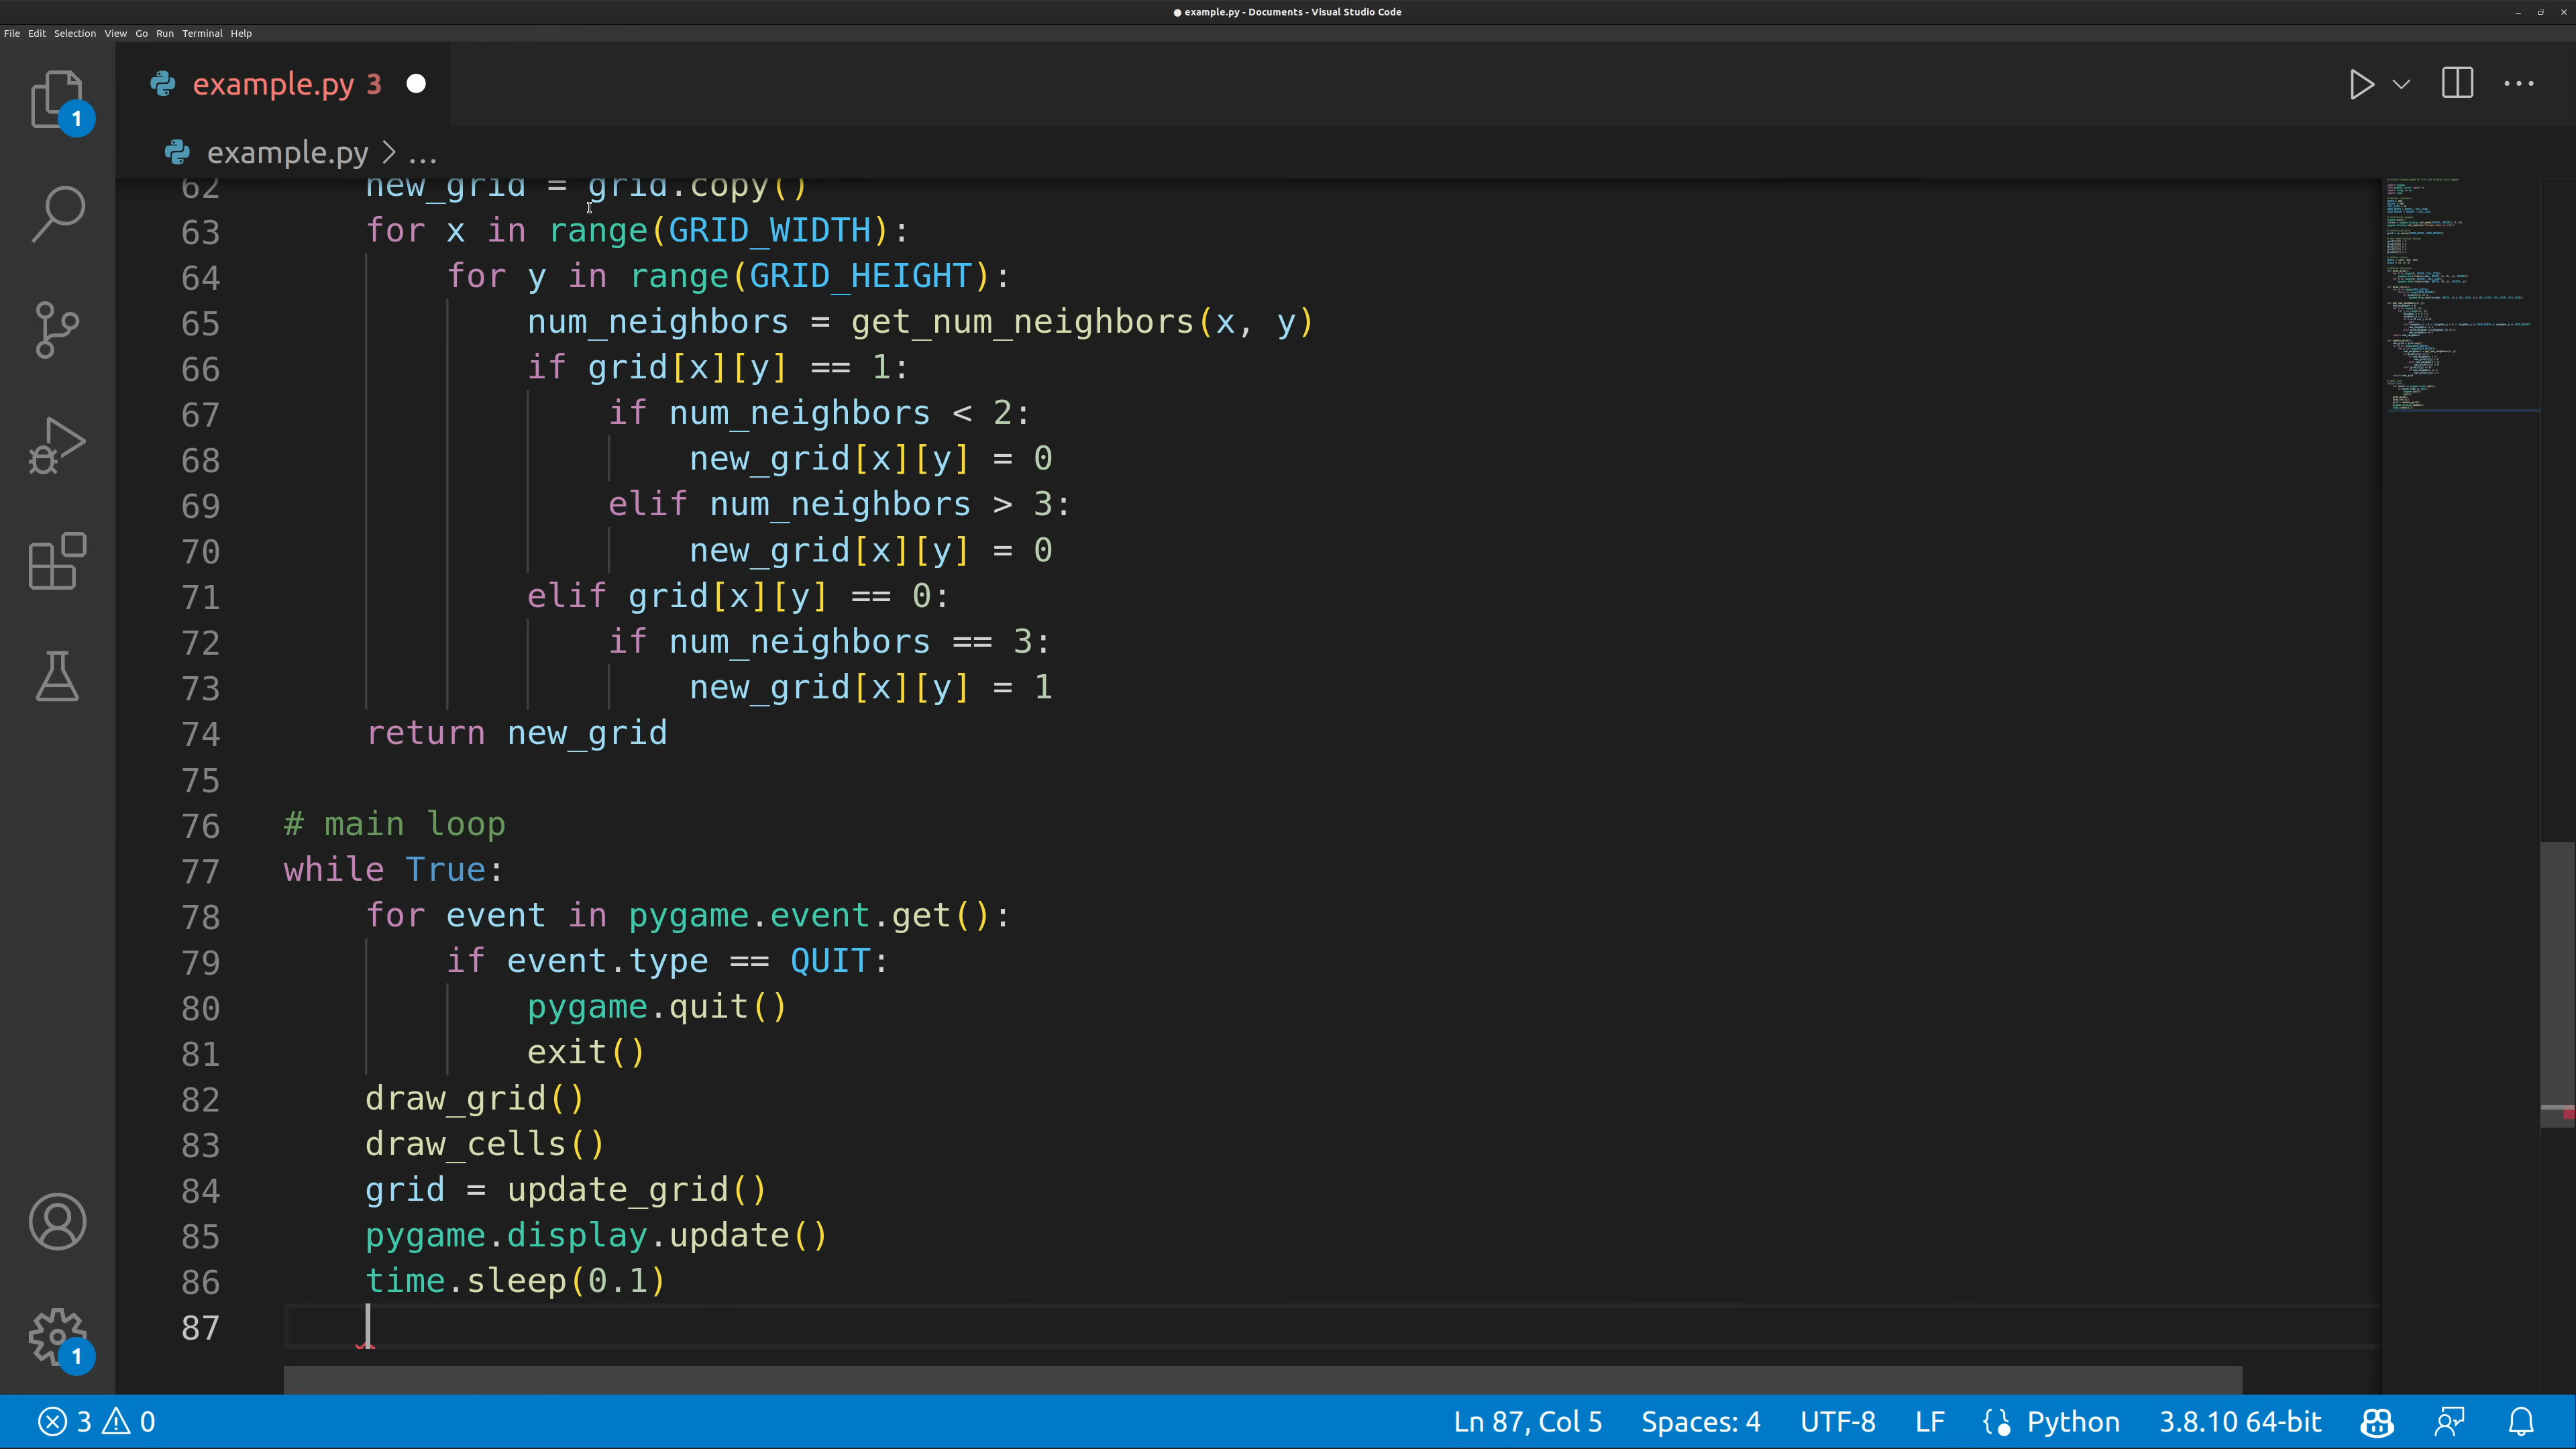 ● example.py - Documents - Visual Studio Code
File Edit Selection View Go Run Terminal Help
1
example.py 3
example.py > ...
62 new_grid = grid.copy()
63 for x in range(GRID_WIDTH):
64 for y in range(GRID_HEIGHT):
65 num_neighbors = get_num_neighbors(x, y)
66 if grid[x][y] == 1:
67 if num_neighbors < 2:
68 new_grid[x][y] = 0
69 elif num_neighbors > 3:
70 new_grid[x][y] = 0
71 elif grid[x][y] == 0:
72 if num_neighbors == 3:
73 new_grid[x][y] = 1
74 return new_grid
75
76 # main loop
77 while True:
78 for event in pygame.event.get():
79 if event.type == QUIT:
80 pygame.quit()
81 exit()
82 draw_grid()
83 draw_cells()
84 grid = update_grid()
85 pygame.display.update()
86 time.sleep(0.1)
87
1
3 0 Ln 87, Col 5 Spaces: 4 UTF-8 LF Python 3.8.10 64-bit